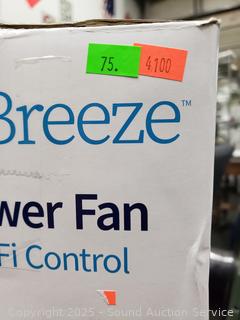 75. 4100
Breeze™
wer Fan
Fi Control
Copyright 2025 - Sound Auction Service